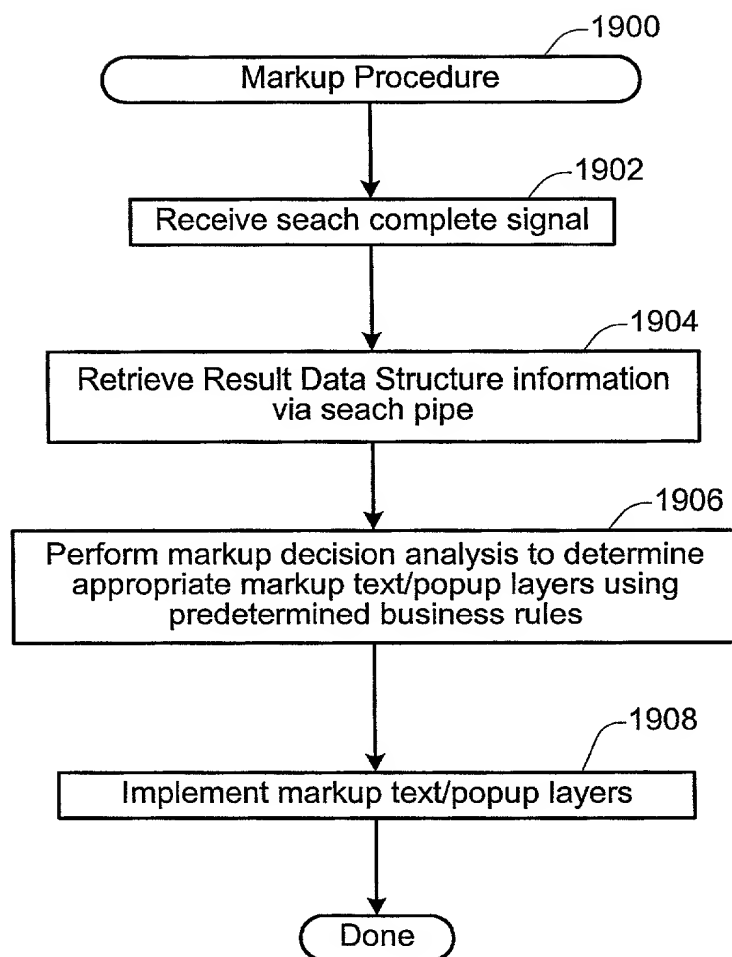 1900
Markup Procedure
1902
Receive seach complete signal
1904
Retrieve Result Data Structure information
via seach pipe
1906
Perform markup decision analysis to determine
appropriate markup text/popup layers using
predetermined business rules
1908
Implement markup text/popup layers
Done